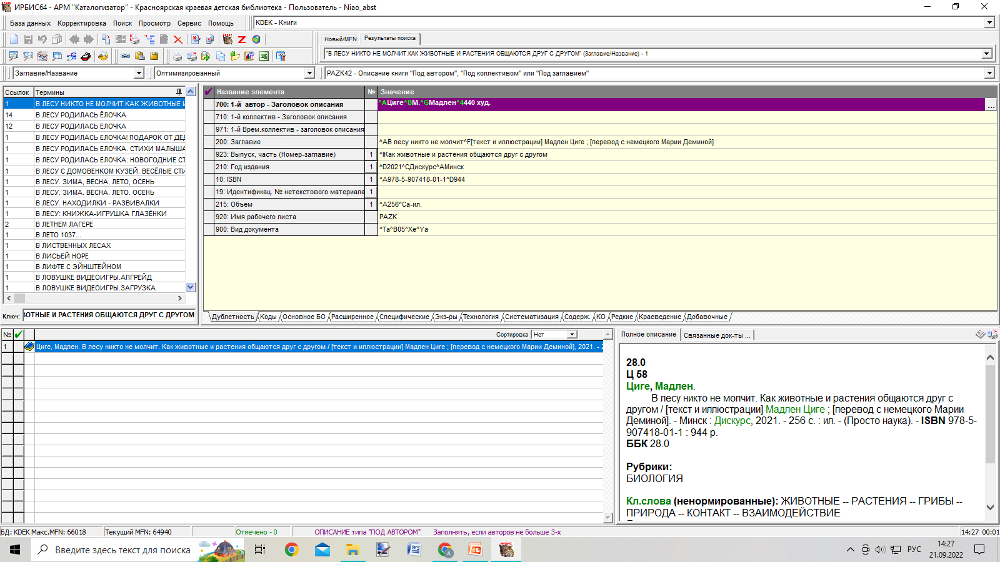 ИРБИС64 - АРМ "Каталогизатор" - Красноярская краевая детская библиотека - Пользователь - Niao_abst
База данных Корректировка Поиск Просмотр Сервис Помощь
KDEK - Книги
Новый/MFN Результаты поиска
"В ЛЕСУ НИКТО НЕ МОЛЧИТ.КАК ЖИВОТНЫЕ И РАСТЕНИЯ ОБЩАЮТСЯ ДРУГ С ДРУГОМ" (Заглавие/Название) - 1
Заглавие/Название
Оптимизированный
PAZK42 - Описание книги "Под автором", "Под коллективом" или "Под заглавием"
Ссылок Термины
1 В ЛЕСУ НИКТО НЕ МОЛЧИТ.КАК ЖИВОТНЫЕ И
14 В ЛЕСУ РОДИЛАСЬ ЁЛОЧКА
12 В ЛЕСУ РОДИЛАСЬ ЕЛОЧКА
1 В ЛЕСУ РОДИЛАСЬ ЕЛОЧКА! ПОДАРОК ОТ ДЕД
1 В ЛЕСУ РОДИЛАСЬ ЕЛОЧКА. СТИХИ МАЛЫША
1 В ЛЕСУ РОДИЛАСЬ ЕЛОЧКА: НОВОГОДНИЕ СТ
1 В ЛЕСУ С ДОМОВЕНКОМ КУЗЕЙ. ВЕСЁЛЫЕ СТИ
1 В ЛЕСУ. ЗИМА, ВЕСНА, ЛЕТО, ОСЕНЬ
1 В ЛЕСУ. ЗИМА. ВЕСНА. ЛЕТО. ОСЕНЬ
1 В ЛЕСУ. НАХОДИЛКИ - РАЗВИВАЛКИ
1 В ЛЕСУ: КНИЖКА-ИГРУШКА ГЛАЗЁНКИ
2 В ЛЕТНЕМ ЛАГЕРЕ
1 В ЛЕТО 1037...
1 В ЛИСТВЕННЫХ ЛЕСАХ
1 В ЛИСЬЕЙ НОРЕ
1 В ЛИФТЕ С ЭЙНШТЕЙНОМ
1 В ЛОВУШКЕ ВИДЕОИГРЫ.АПГРЕЙД
1 В ЛОВУШКЕ ВИДЕОИГРЫ.ЗАГРУЗКА
Ключ: ЮТНЫЕ И РАСТЕНИЯ ОБЩАЮТСЯ ДРУГ С ДРУГОМ
Название элемента № Значение
700: 1-й автор - Заголовок описания ^AЦиге^BМ.^GМадлен^4440 худ. ...
710: 1-й коллектив - Заголовок описания
971: 1-й Врем.коллектив - заголовок описания
200: Заглавие ^AВ лесу никто не молчит^F[текст и иллюстрации] Мадлен Циге ; [перевод с немецкого Марии Деминой]
923: Выпуск, часть (Номер-заглавие) 1 ^IКак животные и растения общаются друг с другом
210: Год издания 1 ^D2021^CДискурс^AМинск
10: ISBN 1 ^A978-5-907418-01-1^D944
19: Идентификац. № нетекстового материала 1
215: Объем 1 ^A256^Cа-ил.
920: Имя рабочего листа PAZK
900: Вид документа ^Ta^B05^Xe^Ya
Дублетность Коды Основное БО Расширенное Специфические Экз-ры Технология Систематизация Содерж. КО Редкие Краеведение Добавочные
№ Сортировка Нет
1 Циге, Мадлен. В лесу никто не молчит. Как животные и растения общаются друг с другом / [текст и иллюстрации] Мадлен Циге ; [перевод с немецкого Марии Деминой], 2021. - 2
Полное описание Связанные док-ты ...
28.0
Ц 58
Циге, Мадлен.
В лесу никто не молчит. Как животные и растения общаются друг с
другом / [текст и иллюстрации] Мадлен Циге ; [перевод с немецкого Марии
Деминой]. - Минск : Дискурс, 2021. - 256 с. : ил. - (Просто наука). - ISBN 978-5-
907418-01-1 : 944 р.
ББК 28.0
Рубрики:
БИОЛОГИЯ
Кл.слова (ненормированные): ЖИВОТНЫЕ -- РАСТЕНИЯ -- ГРИБЫ --
ПРИРОДА -- КОНТАКТ -- ВЗАИМОДЕЙСТВИЕ
БД: KDEK Макс.MFN: 66018 Текущий MFN: 64940 Отмечено - 0 ОПИСАНИЕ типа "ПОД АВТОРОМ" Заполнять, если авторов не больше 3-х 14:27 00:01
Введите здесь текст для поиска
РУС
14:27
21.09.2022